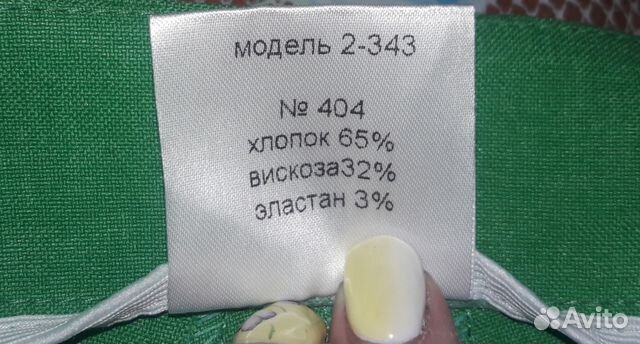 модель 2-343
№ 404
хлопок 65%
вискоза32%
эластан 3%
Avito